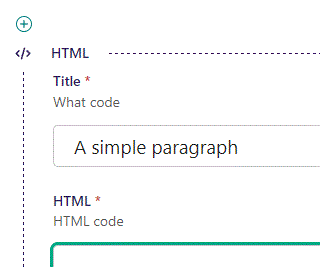 </> HTML
Title *
What code
A simple paragraph
HTML *
HTML code